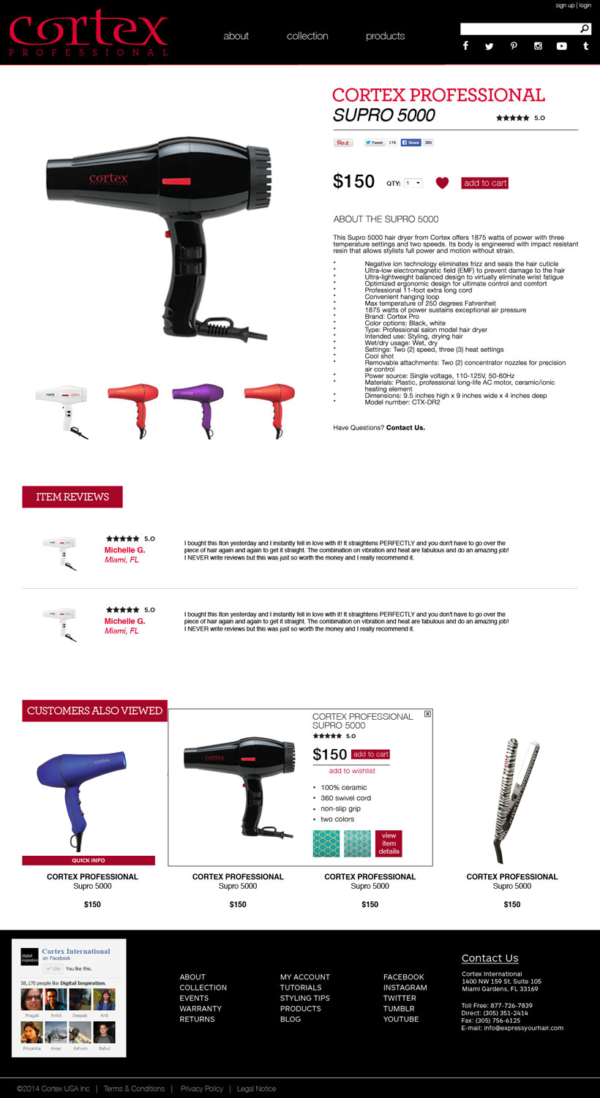 sign up | login
cortex
PROFESSIONAL
about
collection
products
CORTEX PROFESSIONAL
SUPRO 5000
★★★★★ 5.0
Pin it
Tweet 176
Share 386
$150
QTY: 1
add to cart
ABOUT THE SUPRO 5000
This Supro 5000 hair dryer from Cortex offers 1875 watts of power with three
temperature settings and two speeds. Its body is engineered with impact resistant
resin that allows stylists full power and motion without strain.
• Negative ion technology eliminates frizz and seals the hair cuticle
• Ultra-low electromagnetic field (EMF) to prevent damage to the hair
• Ultra-lightweight balanced design to virtually eliminate wrist fatigue
• Optimized ergonomic design for ultimate control and comfort
• Professional 11-foot extra long cord
• Convenient hanging loop
• Max temperature of 250 degrees Fahrenheit
• 1875 watts of power sustains exceptional air pressure
• Brand: Cortex Pro
• Color options: Black, white
• Type: Professional salon model hair dryer
• Intended use: Styling, drying hair
• Wet/dry usage: Wet, dry
• Settings: Two (2) speed, three (3) heat settings
• Cool shot
• Removable attachments: Two (2) concentrator nozzles for precision
air control
• Power source: Single voltage, 110-125V, 50-60Hz
• Materials: Plastic, professional long-life AC motor, ceramic/ionic
heating element
• Dimensions: 9.5 inches high x 9 inches wide x 4 inches deep
• Model number: CTX-DR2
Have Questions? Contact Us.
cortex
ITEM REVIEWS
★★★★★ 5.0
Michelle G.
Miami, FL
I bought this iton yesterday and I instantly fell in love with it! It straightens PERFECTLY and you don't have to go over the
piece of hair again and again to get it straight. The combination on vibration and heat are fabulous and do an amazing job!
I NEVER write reviews but this was just so worth the money and I really recommend it.
★★★★★ 5.0
Michelle G.
Miami, FL
I bought this iton yesterday and I instantly fell in love with it! It straightens PERFECTLY and you don't have to go over the
piece of hair again and again to get it straight. The combination on vibration and heat are fabulous and do an amazing job!
I NEVER write reviews but this was just so worth the money and I really recommend it.
CUSTOMERS ALSO VIEWED
QUICK INFO
cortex
CORTEX PROFESSIONAL
SUPRO 5000
★★★★★ 5.0
$150
add to cart
add to wishlist
• 100% ceramic
• 360 swivel cord
• non-slip grip
• two colors
view
item
details
CORTEX PROFESSIONAL
Supro 5000
$150
CORTEX PROFESSIONAL
Supro 5000
$150
CORTEX PROFESSIONAL
Supro 5000
$150
CORTEX PROFESSIONAL
Supro 5000
$150
digital
inspiration
Cortex International
on Facebook
Like
You like this.
58,170 people like Digital Inspiration.
Pragati
Ankit
Deepak
Kriti
Priyanka
Aman
Ashima
Rahul
ABOUT
COLLECTION
EVENTS
WARRANTY
RETURNS
MY ACCOUNT
TUTORIALS
STYLING TIPS
PRODUCTS
BLOG
FACEBOOK
INSTAGRAM
TWITTER
TUMBLR
YOUTUBE
Contact Us
Cortex International
1400 NW 159 St. Suite 105
Miami Gardens, FL 33169
Toll Free: 877-726-7839
Direct: (305) 351-2414
Fax: (305) 756-6125
E-mail: info@expressyourhair.com
©2014 Cortex USA Inc | Terms & Conditions | Privacy Policy | Legal Notice